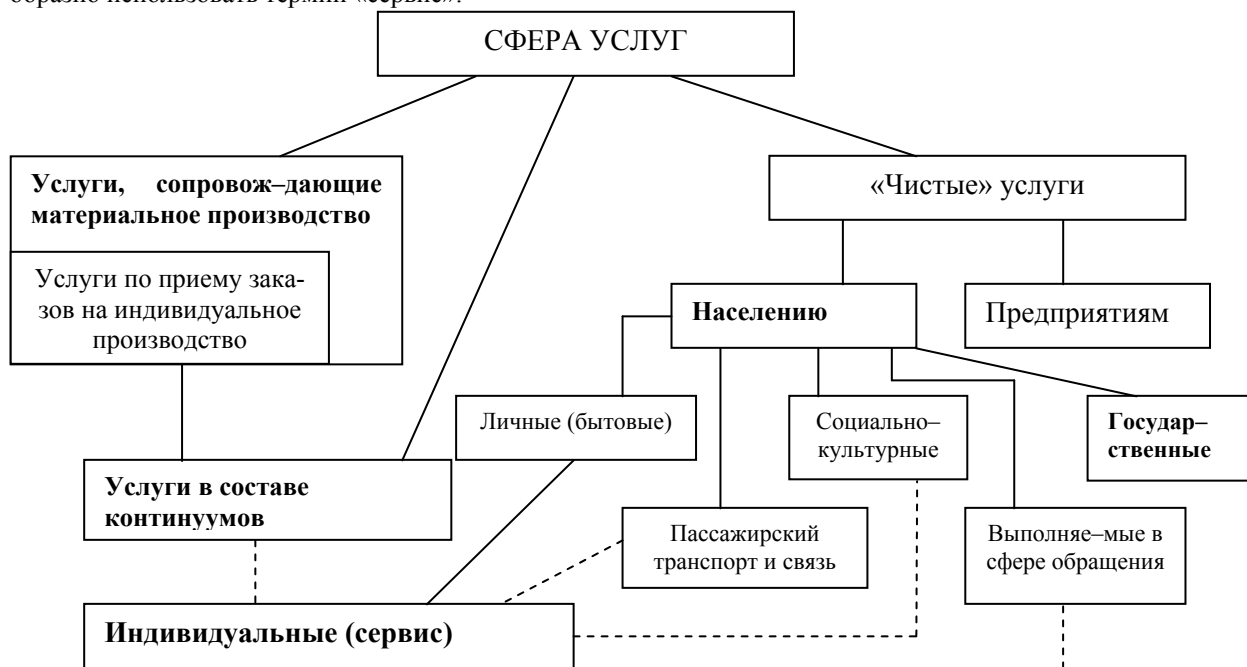 образно использовать термин «сервис».
СФЕРА УСЛУГ
Услуги, сопровож–дающие
материальное производство
«Чистые» услуги
Услуги по приему зака-
зов на индивидуальное
производство
Населению
Предприятиям
Личные (бытовые)
Социально–
культурные
Государ–
ственные
Услуги в составе
континуумов
Пассажирский
транспорт и связь
Выполняе–мые в
сфере обращения
Индивидуальные (сервис)